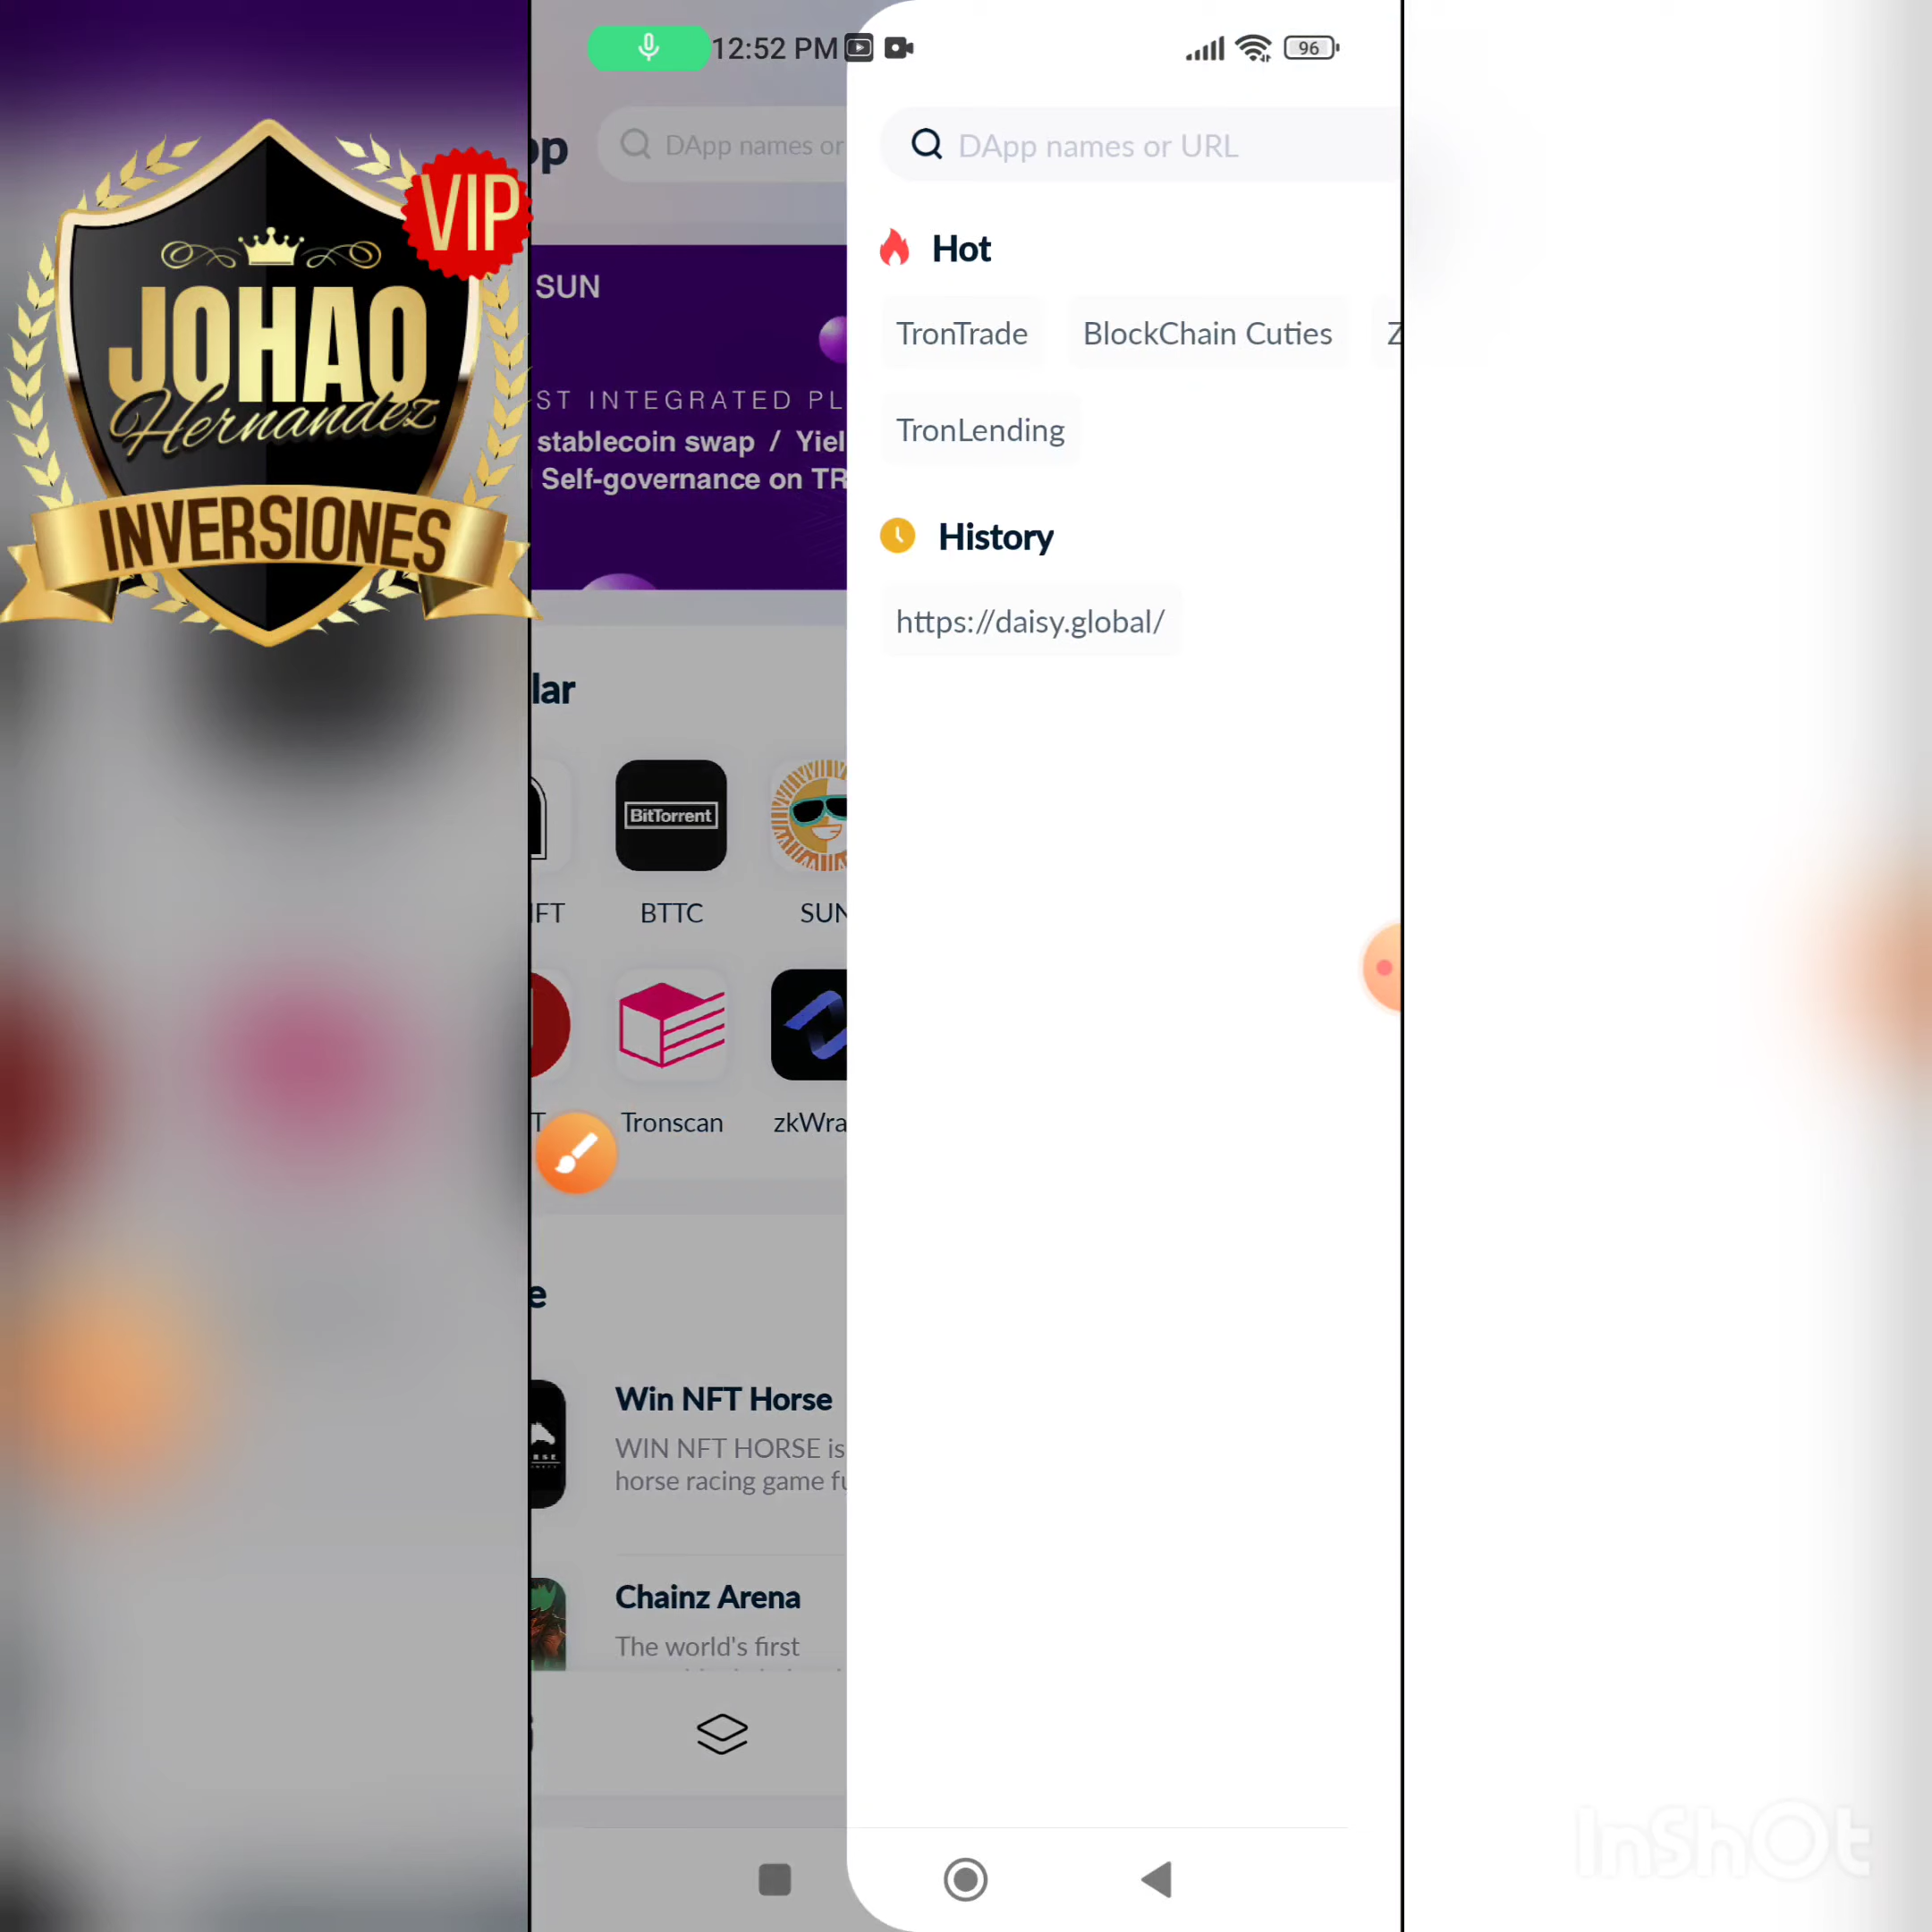 VIP
JOHAO
Hernandez
INVERSIONES
12:52 PM
96
DApp names or
DApp names or URL
Hot
TronTrade
BlockChain Cuties
TronLending
History
https://daisy.global/
SUN
ST INTEGRATED PL
stablecoin swap / Yiel
Self-governance on TR
lar
BitTorrent
FT
BTTC
SUN
T
Tronscan
zkWra
e
Win NFT Horse
WIN NFT HORSE is
horse racing game fu
Chainz Arena
The world's first
InShOt